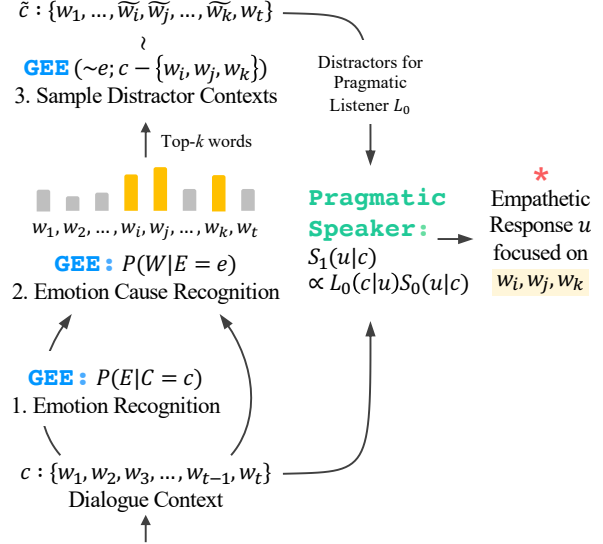 c̃ : {w₁, …, w̃ᵢ, w̃ⱼ, …, w̃ₖ, wₜ}
~
GEE (~e; c − {wᵢ, wⱼ, wₖ})
3. Sample Distractor Contexts
Distractors for
Pragmatic
Listener L₀
Top-k words
w₁, w₂, …, wᵢ, wⱼ, …, wₖ, wₜ
GEE: P(W|E = e)
2. Emotion Cause Recognition
GEE: P(E|C = c)
1. Emotion Recognition
c : {w₁, w₂, w₃, …, wₜ₋₁, wₜ}
Dialogue Context
Pragmatic
Speaker:
S₁(u|c)
∝ L₀(c|u)S₀(u|c)
*
Empathetic
Response u
focused on
wᵢ, wⱼ, wₖ